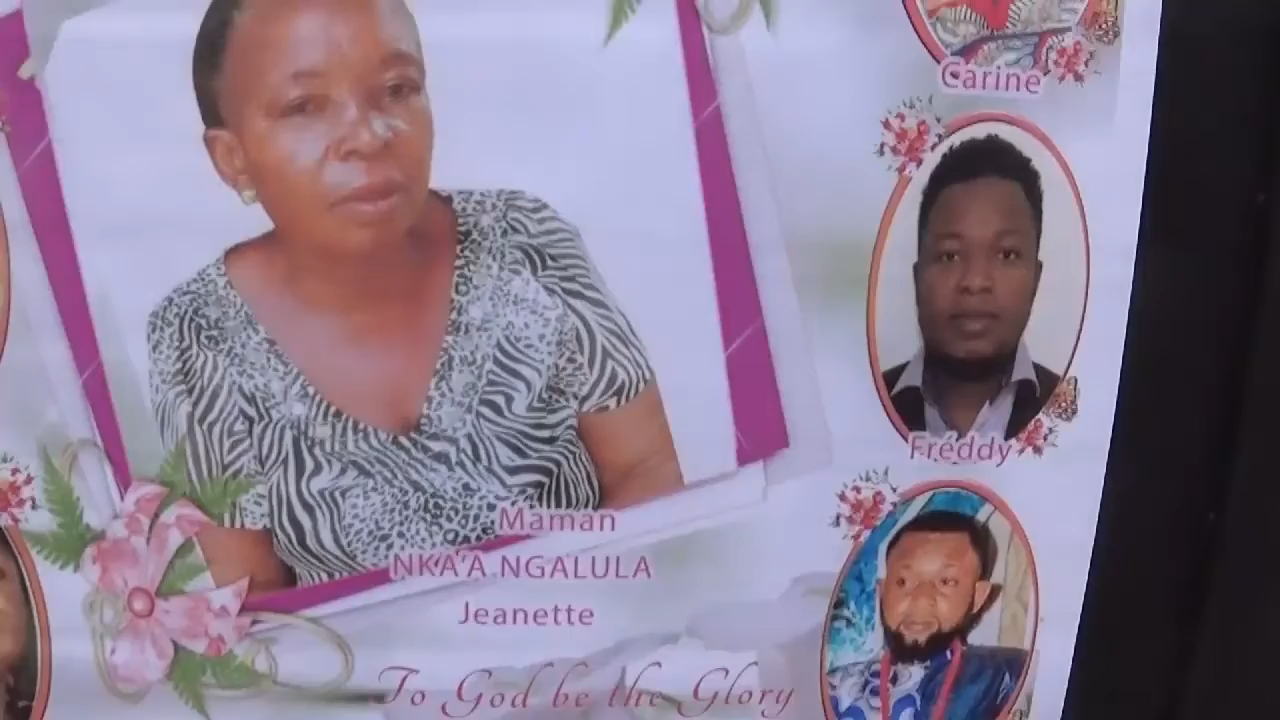 Carine
Fréddy
Maman
NKA'A NGALULA
Jeanette
To God be the Glory